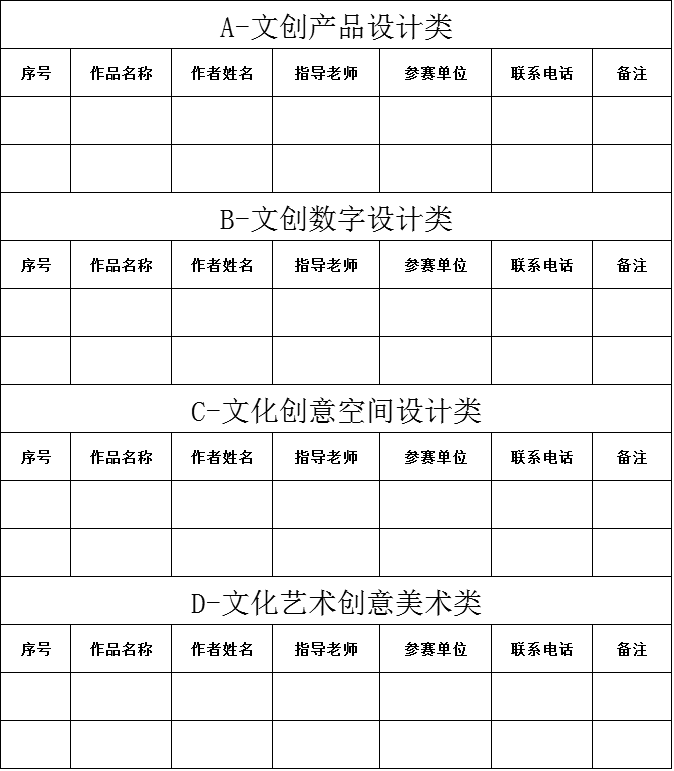 A-文创产品设计类
序号 作品名称 作者姓名 指导老师 参赛单位 联系电话 备注
B-文创数字设计类
序号 作品名称 作者姓名 指导老师 参赛单位 联系电话 备注
C-文化创意空间设计类
序号 作品名称 作者姓名 指导老师 参赛单位 联系电话 备注
D-文化艺术创意美术类
序号 作品名称 作者姓名 指导老师 参赛单位 联系电话 备注